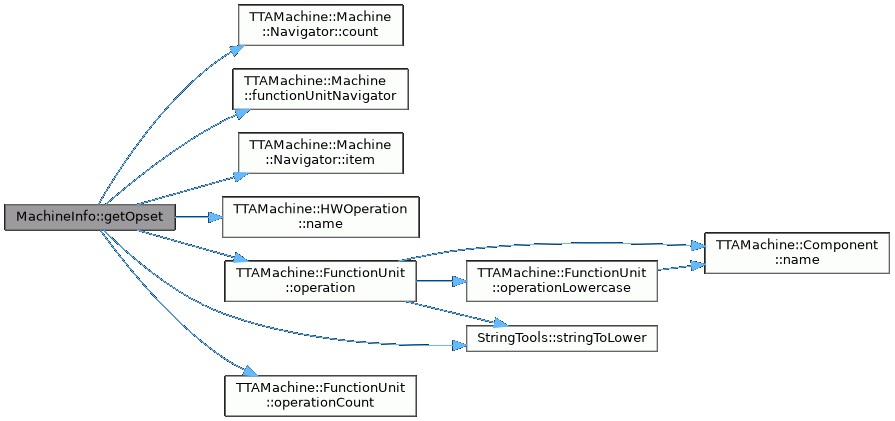 TTAMachine::Machine
::Navigator::count
TTAMachine::Machine
::functionUnitNavigator
TTAMachine::Machine
::Navigator::item
MachineInfo::getOpset
TTAMachine::HWOperation
::name
TTAMachine::FunctionUnit
::operation
TTAMachine::FunctionUnit
::operationLowercase
TTAMachine::Component
::name
StringTools::stringToLower
TTAMachine::FunctionUnit
::operationCount